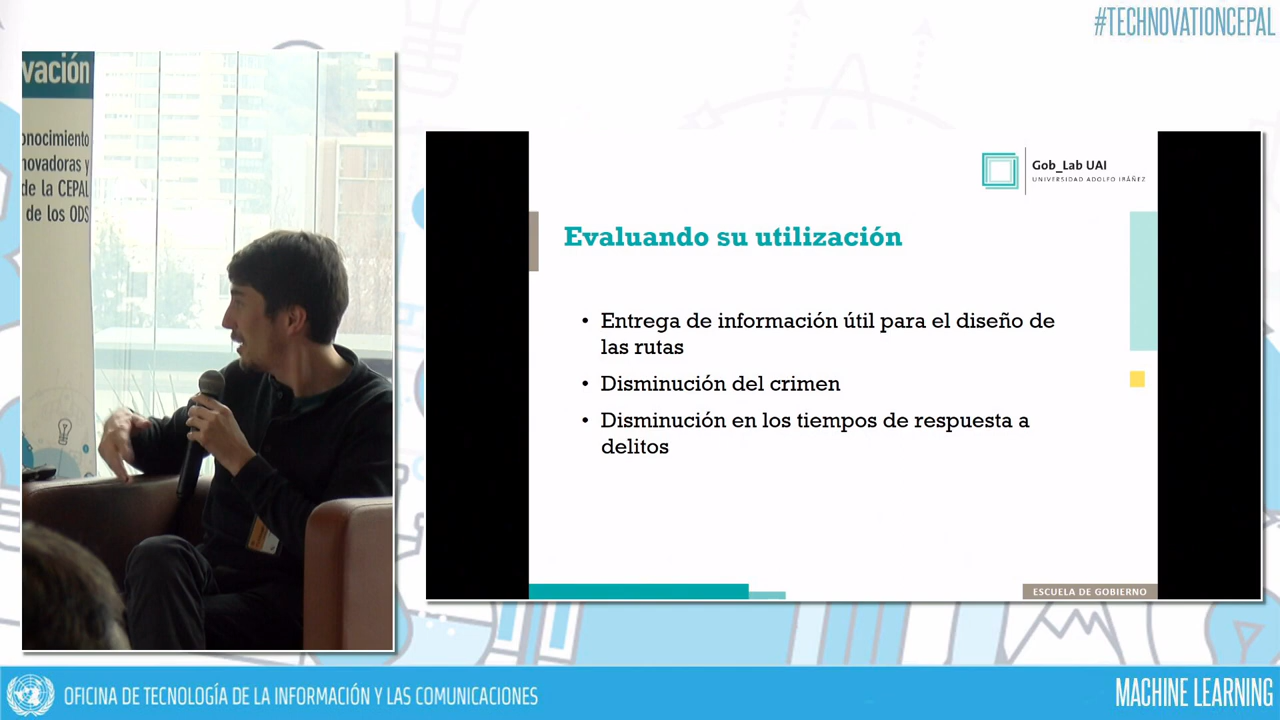 #TECHNOVATIONCEPAL
vación
onocimiento
novadoras y
de la CEPAL
de los ODS
Gob_Lab UAI
UNIVERSIDAD ADOLFO IBÁÑEZ
Evaluando su utilización
• Entrega de información útil para el diseño de
las rutas
• Disminución del crimen
• Disminución en los tiempos de respuesta a
delitos
ESCUELA DE GOBIERNO
OFICINA DE TECNOLOGÍA DE LA INFORMACIÓN Y LAS COMUNICACIONES
MACHINE LEARNING